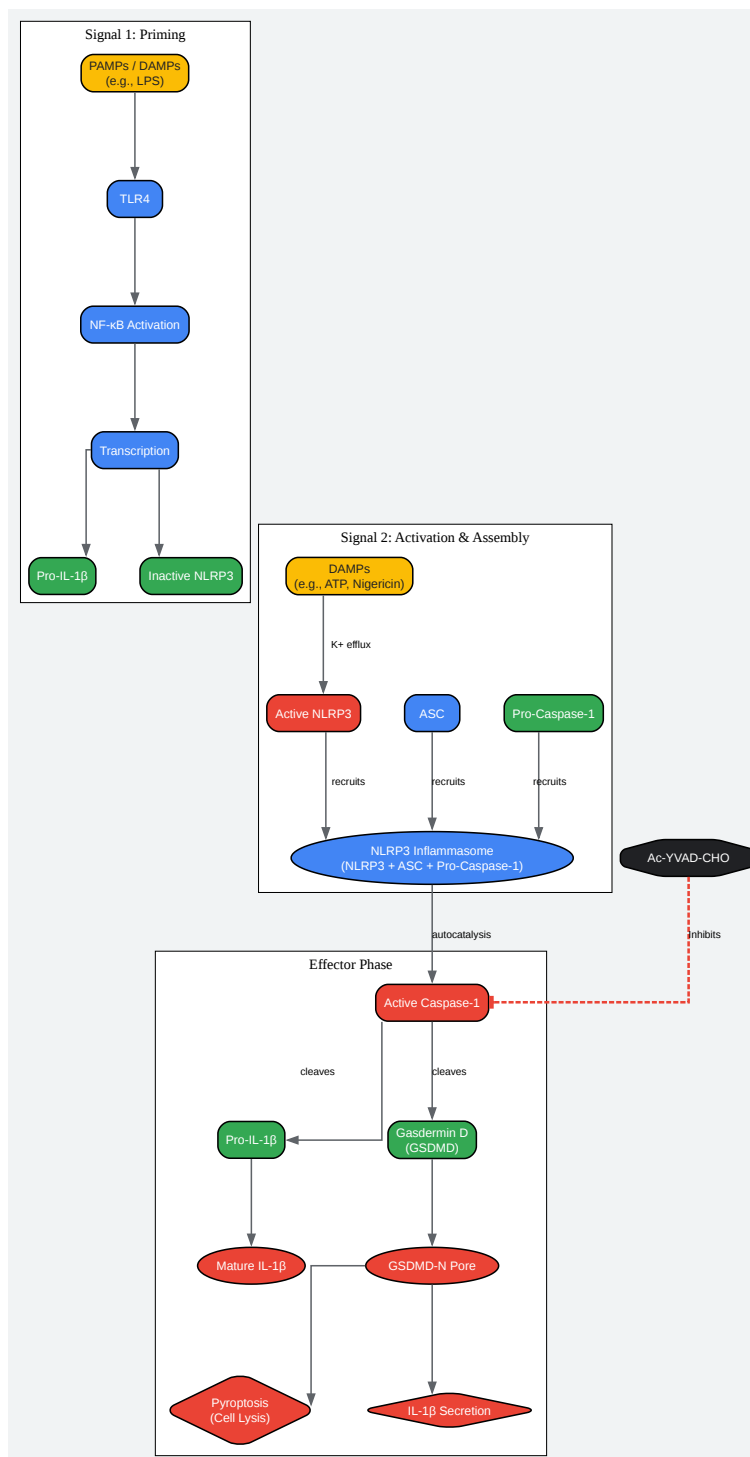 Signal 1: Priming
PAMPs / DAMPs
(e.g., LPS)
TLR4
NF-κB Activation
Transcription
Pro-IL-1β
Inactive NLRP3
Signal 2: Activation & Assembly
DAMPs
(e.g., ATP, Nigericin)
K+ efflux
Active NLRP3
ASC
Pro-Caspase-1
recruits
recruits
recruits
NLRP3 Inflammasome
(NLRP3 + ASC + Pro-Caspase-1)
Ac-YVAD-CHO
autocatalysis
Inhibits
Effector Phase
Active Caspase-1
cleaves
cleaves
Pro-IL-1β
Gasdermin D
(GSDMD)
Mature IL-1β
GSDMD-N Pore
Pyroptosis
(Cell Lysis)
IL-1β Secretion